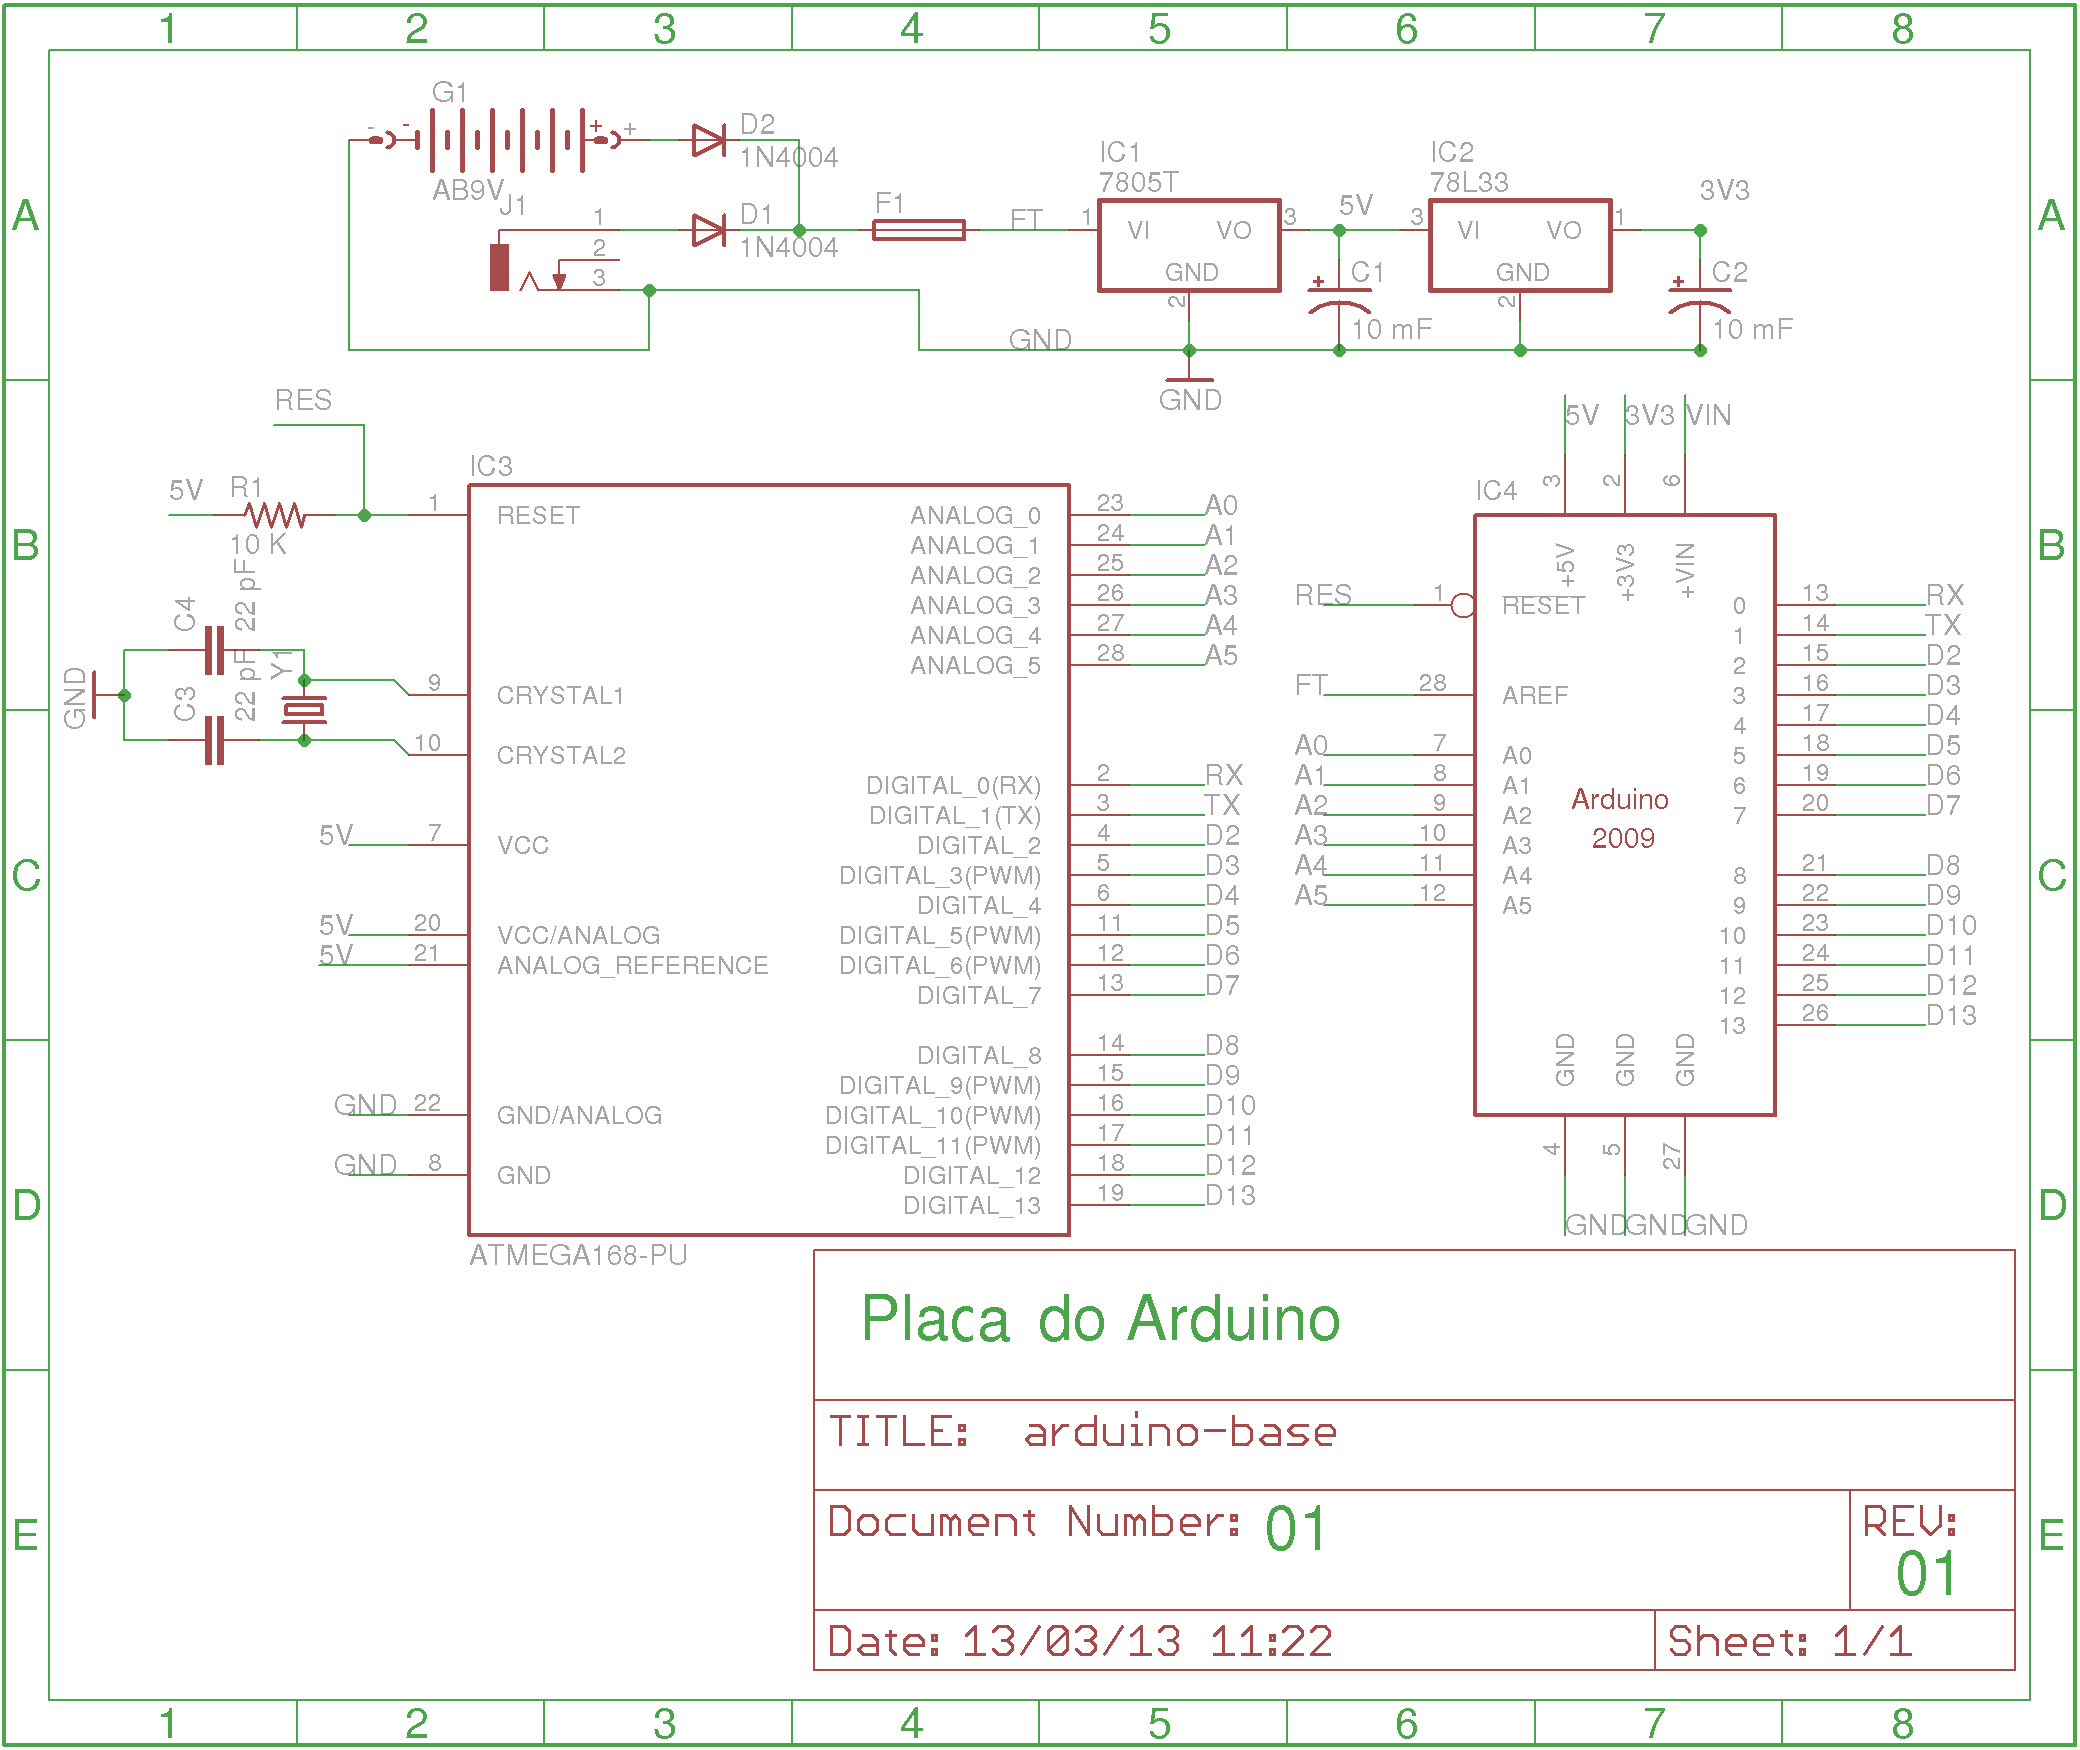 1 2 3 4 5 6 7 8
A A
B B
C C
D D
E E
G1
- - + +
AB9V
D2
1N4004
J1
1
2
3
D1
1N4004
F1
FT
GND
IC1
7805T
1 VI VO 3
GND
2
GND
5V
+ C1
10 mF
IC2
78L33
3 VI VO 1
GND
2
3V3
+ C2
10 mF
RES
5V R1
10 K
C4 22 pF
C3 22 pF
Y1
GND
IC3
1 RESET
9 CRYSTAL1
10 CRYSTAL2
5V 7 VCC
5V 20 VCC/ANALOG
5V 21 ANALOG_REFERENCE
GND 22 GND/ANALOG
GND 8 GND
ANALOG_0 23 A0
ANALOG_1 24 A1
ANALOG_2 25 A2
ANALOG_3 26 A3
ANALOG_4 27 A4
ANALOG_5 28 A5
DIGITAL_0(RX) 2 RX
DIGITAL_1(TX) 3 TX
DIGITAL_2 4 D2
DIGITAL_3(PWM) 5 D3
DIGITAL_4 6 D4
DIGITAL_5(PWM) 11 D5
DIGITAL_6(PWM) 12 D6
DIGITAL_7 13 D7
DIGITAL_8 14 D8
DIGITAL_9(PWM) 15 D9
DIGITAL_10(PWM) 16 D10
DIGITAL_11(PWM) 17 D11
DIGITAL_12 18 D12
DIGITAL_13 19 D13
ATMEGA168-PU
5V 3V3 VIN
3 2 6
IC4
+5V +3V3 +VIN
RES 1 RESET
FT 28 AREF
A0 7 A0
A1 8 A1
A2 9 A2
A3 10 A3
A4 11 A4
A5 12 A5
Arduino
2009
0 13 RX
1 14 TX
2 15 D2
3 16 D3
4 17 D4
5 18 D5
6 19 D6
7 20 D7
8 21 D8
9 22 D9
10 23 D10
11 24 D11
12 25 D12
13 26 D13
GND GND GND
4 5 27
GND GND GND
Placa do Arduino
TITLE: arduino-base
Document Number: 01
REV:
01
Date: 13/03/13 11:22
Sheet: 1/1
1 2 3 4 5 6 7 8